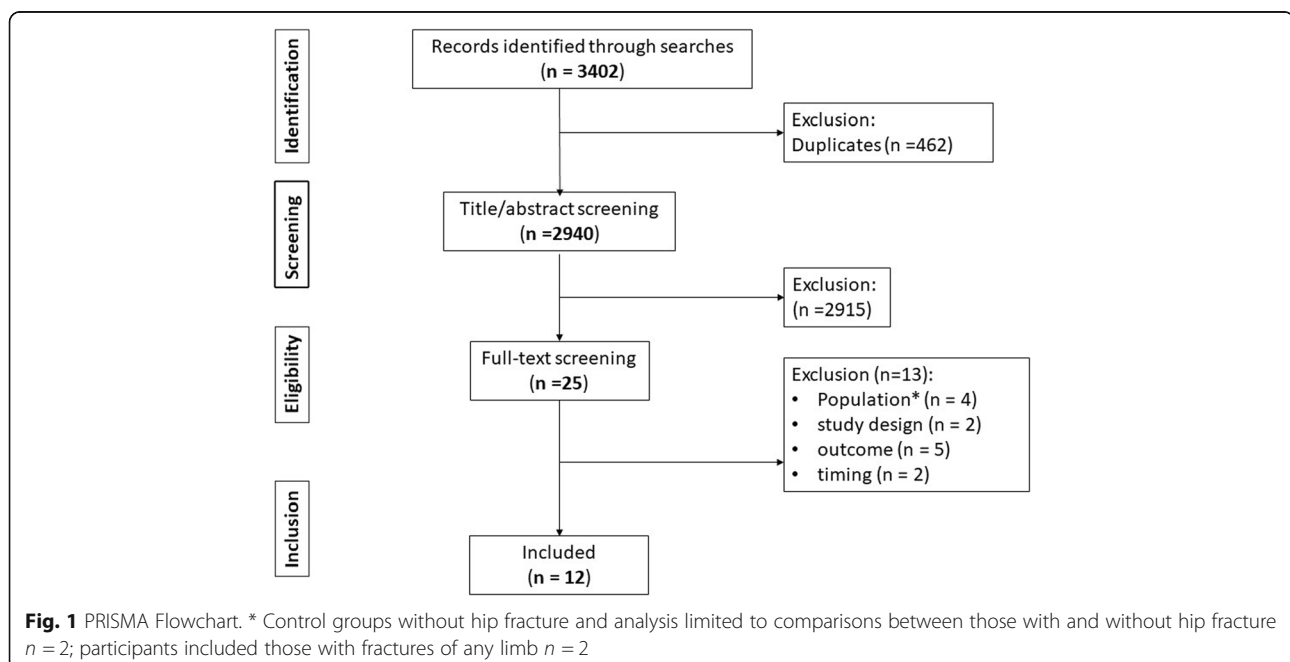 Identification
Records identified through searches
(n = 3402)
Exclusion:
Duplicates (n =462)
Screening
Title/abstract screening
(n =2940)
Exclusion:
(n =2915)
Eligibility
Full-text screening
(n =25)
Exclusion (n=13):
• Population* (n = 4)
• study design (n = 2)
• outcome (n = 5)
• timing (n = 2)
Inclusion
Included
(n = 12)
Fig. 1 PRISMA Flowchart. * Control groups without hip fracture and analysis limited to comparisons between those with and without hip fracture
n = 2; participants included those with fractures of any limb n = 2